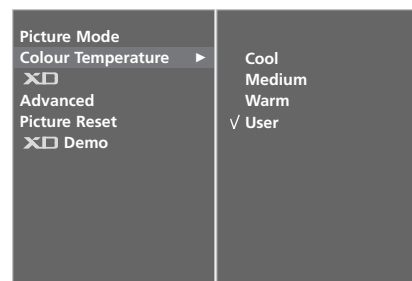 Picture Mode
Colour Temperature ▶
XD
Advanced
Picture Reset
XD Demo
Cool
Medium
Warm
√ User